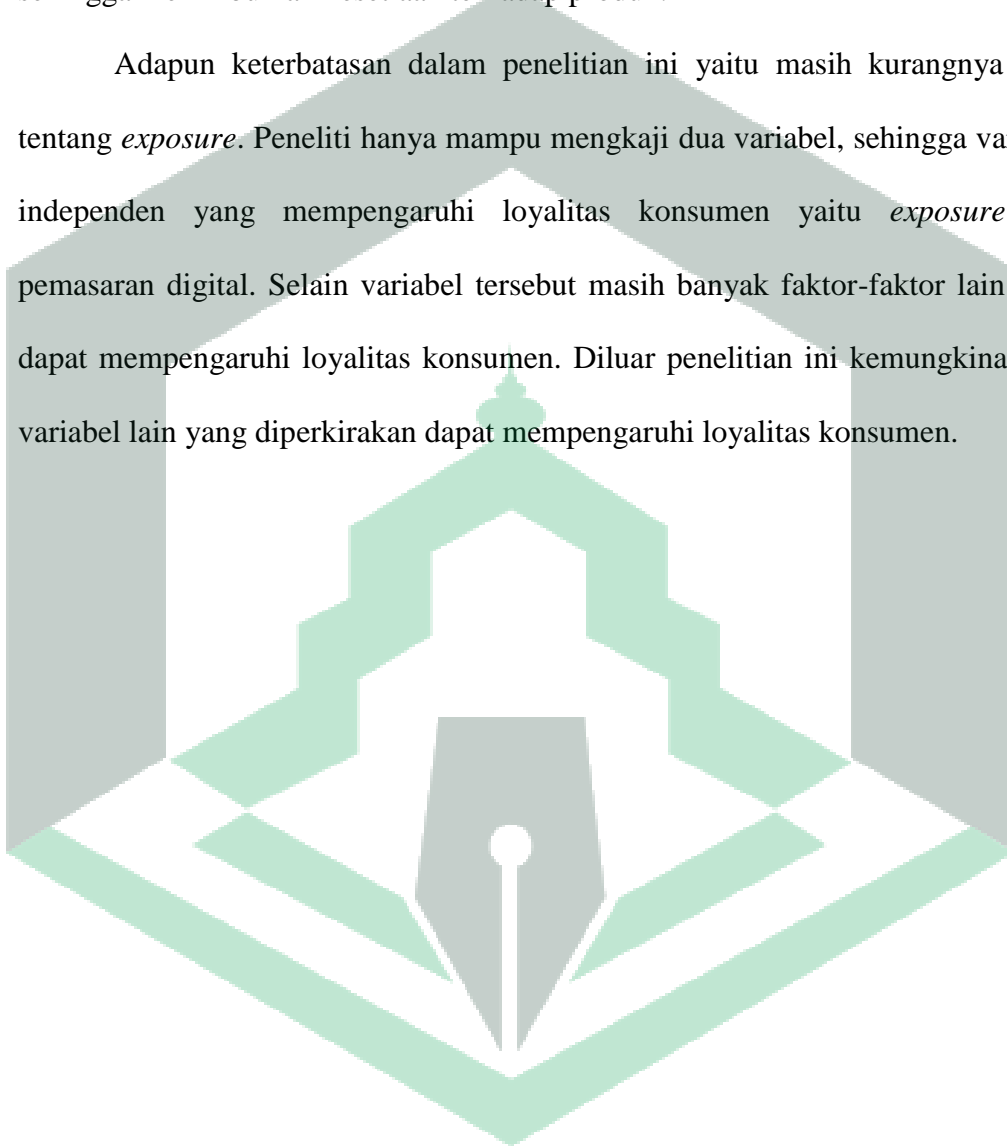 Adapun keterbatasan dalam penelitian ini yaitu masih kurangnya
tentang exposure. Peneliti hanya mampu mengkaji dua variabel, sehingga va
independen yang mempengaruhi loyalitas konsumen yaitu exposure
pemasaran digital. Selain variabel tersebut masih banyak faktor-faktor lain
dapat mempengaruhi loyalitas konsumen. Diluar penelitian ini kemungkina
variabel lain yang diperkirakan dapat mempengaruhi loyalitas konsumen.